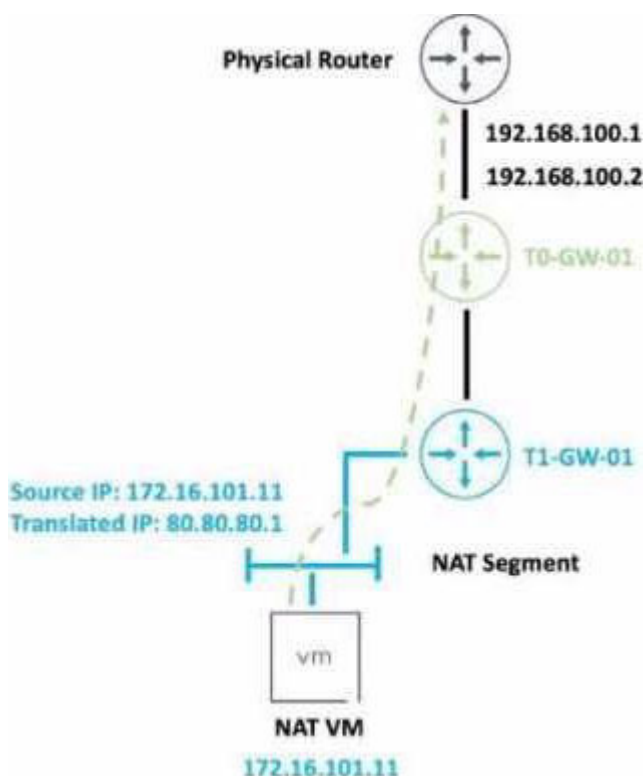 Physical Router
192.168.100.1
192.168.100.2
T0-GW-01
T1-GW-01
Source IP: 172.16.101.11
Translated IP: 80.80.80.1
NAT Segment
vm
NAT VM
172.16.101.11